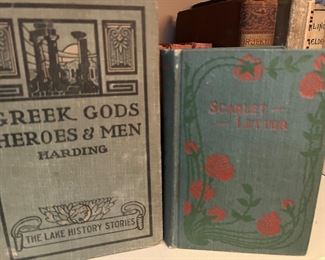 GREEK GODS
HEROES & MEN
HARDING
THE LAKE HISTORY STORIES
SCARLET
LETTER